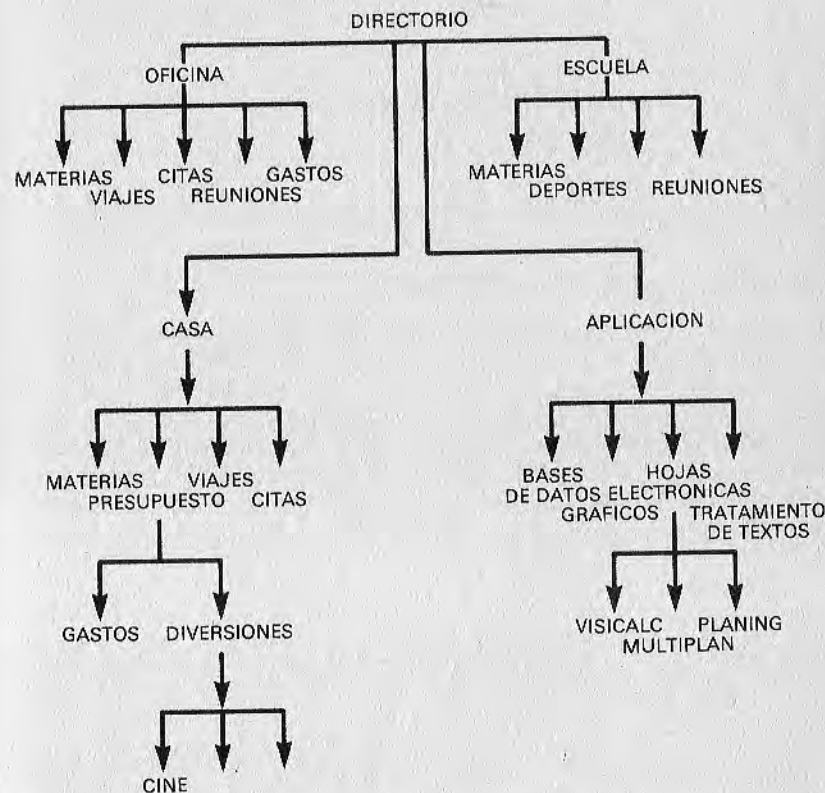 DIRECTORIO
OFICINA
ESCUELA
MATERIAS CITAS GASTOS
VIAJES REUNIONES
MATERIAS
DEPORTES REUNIONES
CASA
APLICACION
MATERIAS VIAJES
PRESUPUESTO CITAS
BASES HOJAS
DE DATOS ELECTRONICAS
GRAFICOS TRATAMIENTO
DE TEXTOS
GASTOS DIVERSIONES
VISICALC PLANING
MULTIPLAN
CINE